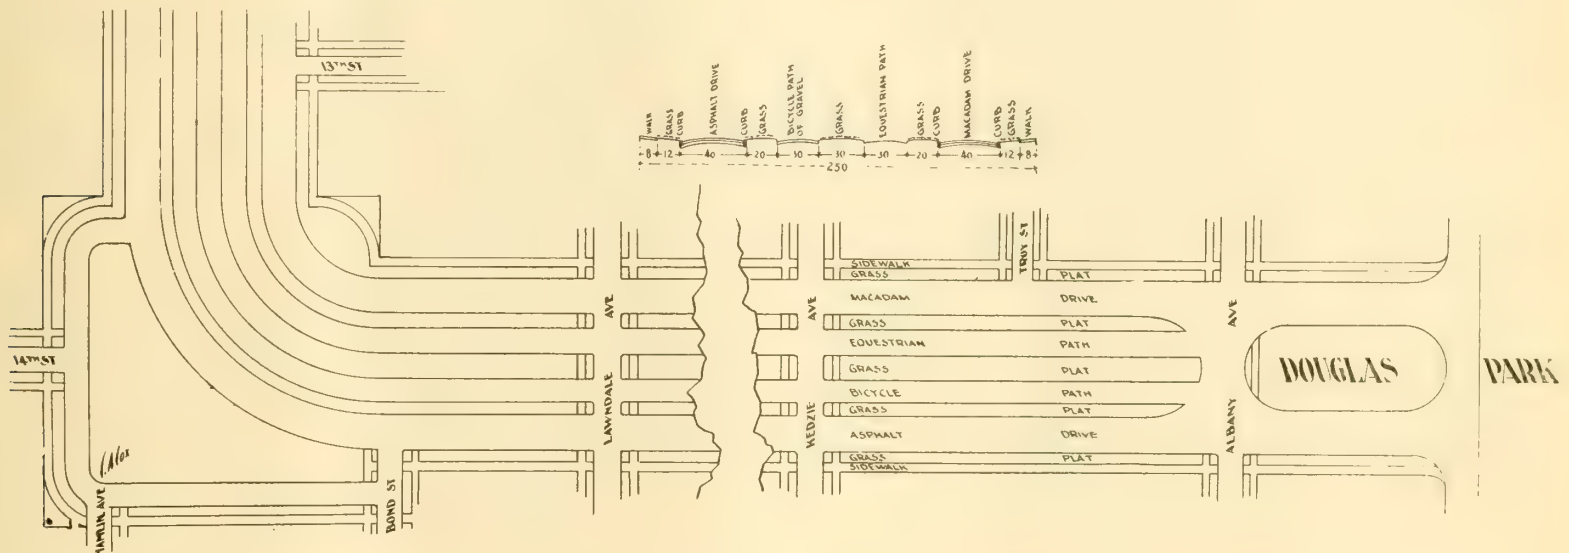 13TH ST
WALK
GRASS
CURB
ASPHALT DRIVE
CURB
GRASS
BICYCLE PATH
OF GRAVEL
GRASS
EQUESTRIAN PATH
GRASS
CURB
MACADAM DRIVE
CURB
GRASS
WALK
8 12 40 20 30 30 30 20 40 12 8
250
14TH ST
HAMLIN AVE
BOND ST
LAWNDALE AVE
KEDZIE AVE
TROY ST
ALBANY AVE
SIDEWALK
GRASS PLAT
MACADAM DRIVE
GRASS PLAT
EQUESTRIAN PATH
GRASS PLAT
BICYCLE PATH
GRASS PLAT
ASPHALT DRIVE
GRASS PLAT
SIDEWALK
DOUGLAS PARK